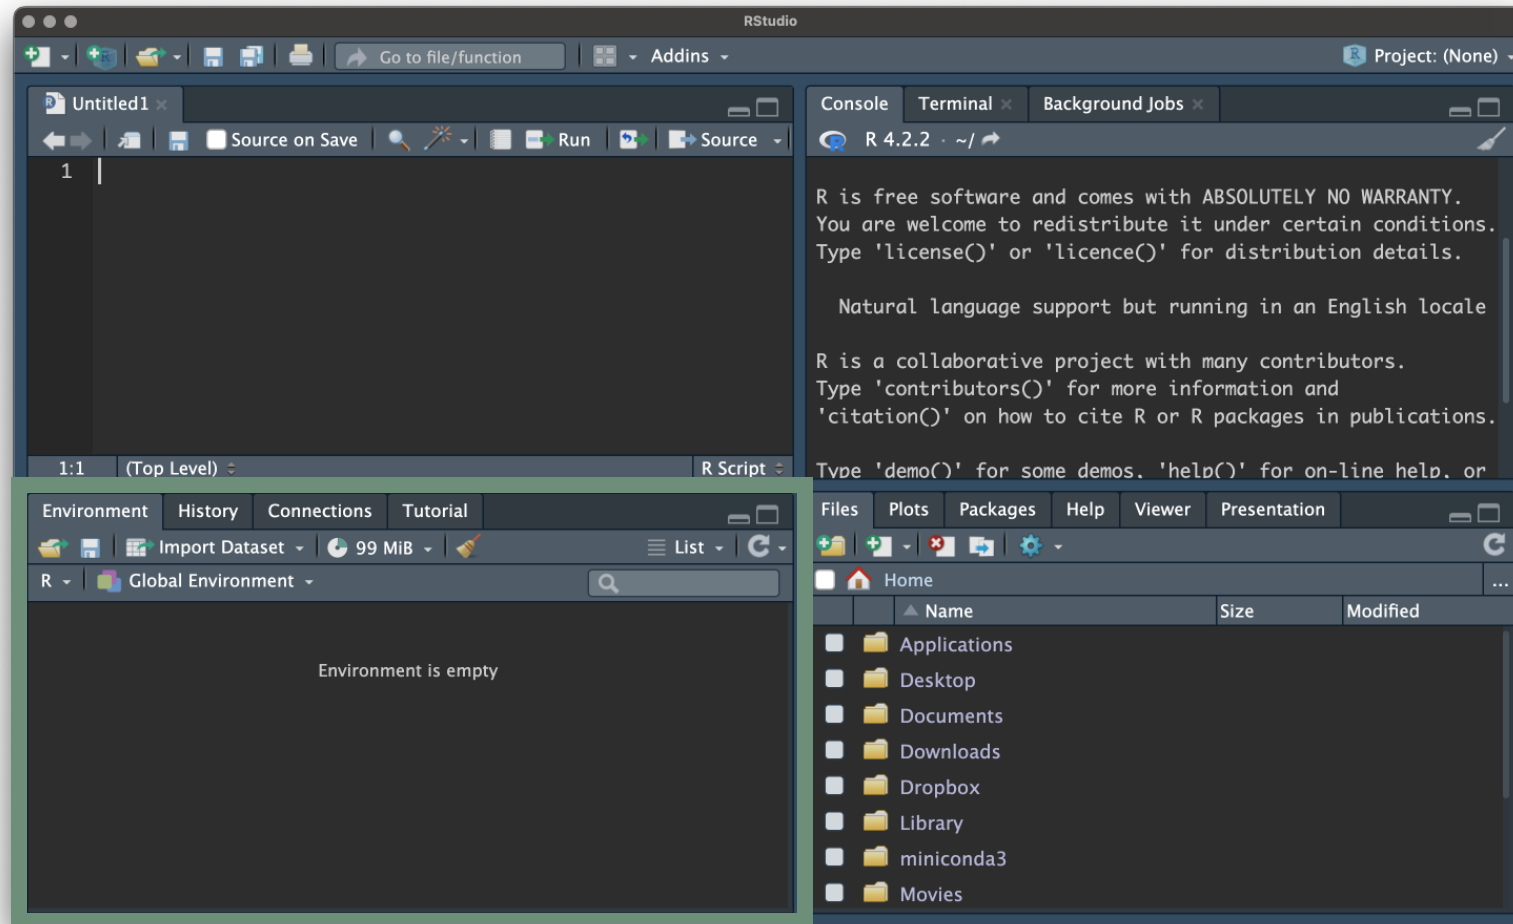 RStudio
Go to file/function
Addins
Project: (None)
Untitled1
Source on Save
Run
Source
1
1:1
(Top Level)
R Script
Console
Terminal
Background Jobs
R 4.2.2 · ~/
R is free software and comes with ABSOLUTELY NO WARRANTY.
You are welcome to redistribute it under certain conditions.
Type 'license()' or 'licence()' for distribution details.
Natural language support but running in an English locale
R is a collaborative project with many contributors.
Type 'contributors()' for more information and
'citation()' on how to cite R or R packages in publications.
Type 'demo()' for some demos, 'help()' for on-line help, or
Environment
History
Connections
Tutorial
Import Dataset
99 MiB
List
R
Global Environment
Environment is empty
Files
Plots
Packages
Help
Viewer
Presentation
Home
...
Name
Size
Modified
Applications
Desktop
Documents
Downloads
Dropbox
Library
miniconda3
Movies